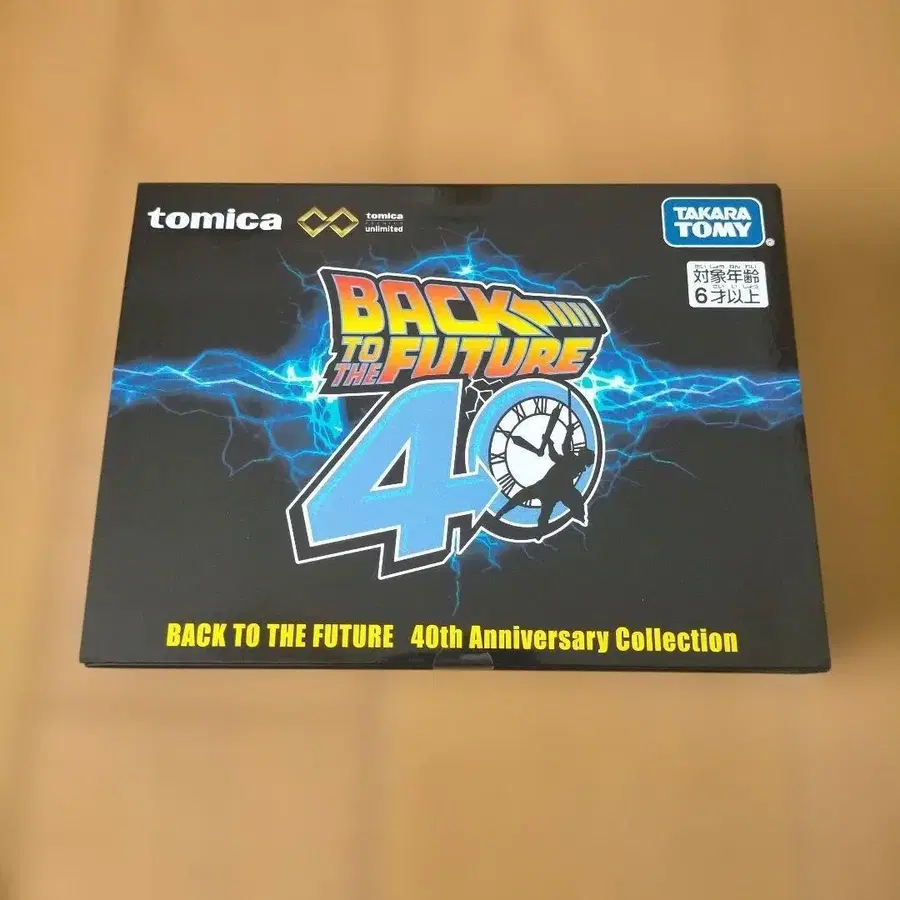 tomica
tomica
unlimited
TAKARA
TOMY
対象年齢
6才以上
BACK
TO
THE FUTURE
40
XII
BACK TO THE FUTURE 40th Anniversary Collection